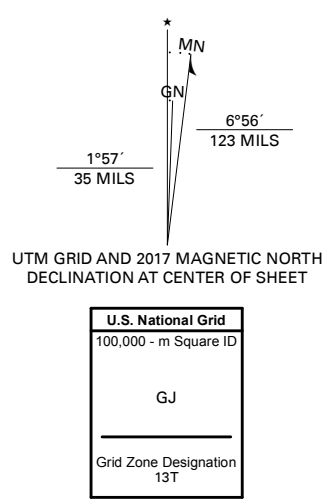 ★
MN
GN
6°56´
123 MILS
1°57´
35 MILS
UTM GRID AND 2017 MAGNETIC NORTH
DECLINATION AT CENTER OF SHEET
U.S. National Grid
100,000 - m Square ID
GJ
Grid Zone Designation
13T